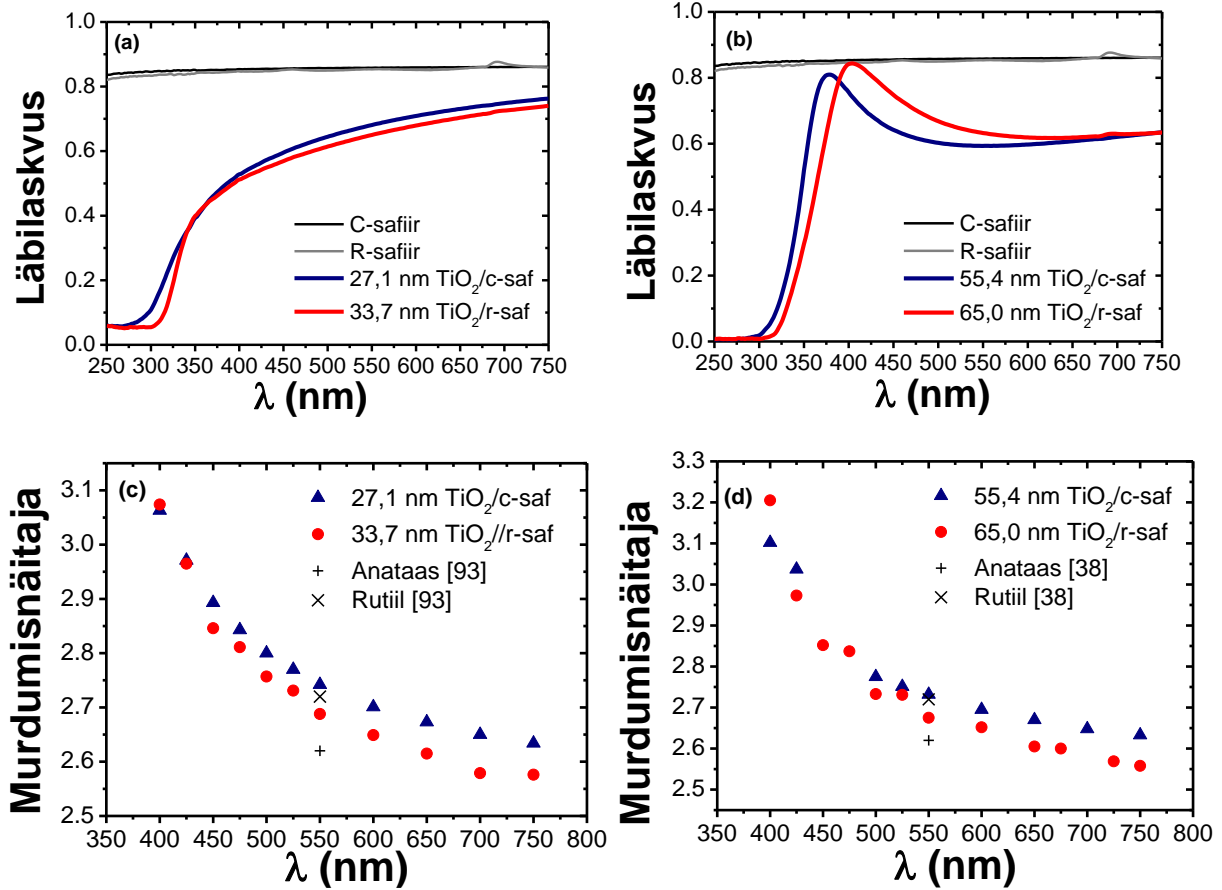 (a)
1.0
0.8
0.6
0.4
0.2
0.0
Läbilaskvus
C-safiir
R-safiir
27,1 nm TiO₂/c-saf
33,7 nm TiO₂/r-saf
250 300 350 400 450 500 550 600 650 700 750
λ (nm)
(b)
1.0
0.8
0.6
0.4
0.2
0.0
Läbilaskvus
C-safiir
R-safiir
55,4 nm TiO₂/c-saf
65,0 nm TiO₂/r-saf
250 300 350 400 450 500 550 600 650 700 750
λ (nm)
(c)
3.1
3.0
2.9
2.8
2.7
2.6
2.5
Murdumisnäitaja
27,1 nm TiO₂/c-saf
33,7 nm TiO₂//r-saf
Anataas [93]
Rutiil [93]
350 400 450 500 550 600 650 700 750 800
λ (nm)
(d)
3.3
3.2
3.1
3.0
2.9
2.8
2.7
2.6
2.5
Murdumisnäitaja
55,4 nm TiO₂/c-saf
65,0 nm TiO₂/r-saf
Anataas [38]
Rutiil [38]
350 400 450 500 550 600 650 700 750 800
λ (nm)